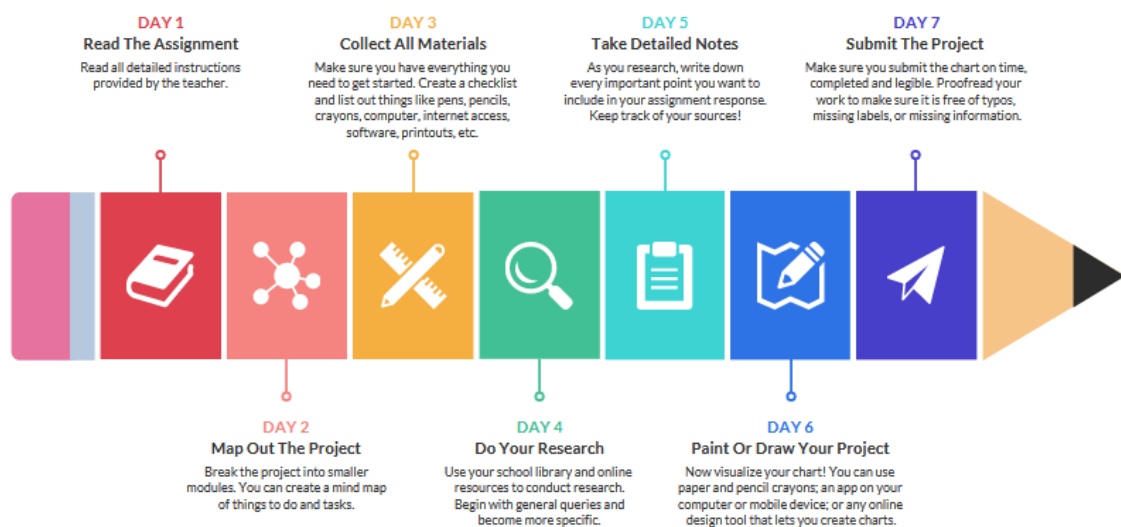 DAY 1
Read The Assignment
Read all detailed instructions
provided by the teacher.
DAY 2
Map Out The Project
Break the project into smaller
modules. You can create a mind map
of things to do and tasks.
DAY 3
Collect All Materials
Make sure you have everything you
need to get started. Create a checklist
and list out things like pens, pencils,
crayons, computer, internet access,
software, printouts, etc.
DAY 4
Do Your Research
Use your school library and online
resources to conduct research.
Begin with general queries and
become more specific.
DAY 5
Take Detailed Notes
As you research, write down
every important point you want to
include in your assignment response.
Keep track of your sources!
DAY 6
Paint Or Draw Your Project
Now visualize your chart! You can use
paper and pencil crayons; an app on your
computer or mobile device; or any online
design tool that lets you create charts.
DAY 7
Submit The Project
Make sure you submit the chart on time,
completed and legible. Proofread your
work to make sure it is free of typos,
missing labels, or missing information.